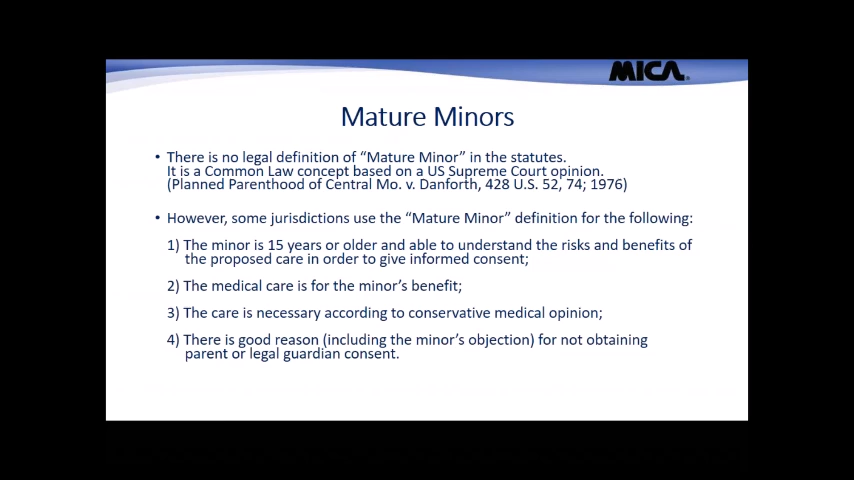 MICA®
Mature Minors
• There is no legal definition of “Mature Minor” in the statutes.
It is a Common Law concept based on a US Supreme Court opinion.
(Planned Parenthood of Central Mo. v. Danforth, 428 U.S. 52, 74; 1976)
• However, some jurisdictions use the “Mature Minor” definition for the following:
1) The minor is 15 years or older and able to understand the risks and benefits of
the proposed care in order to give informed consent;
2) The medical care is for the minor’s benefit;
3) The care is necessary according to conservative medical opinion;
4) There is good reason (including the minor’s objection) for not obtaining
parent or legal guardian consent.